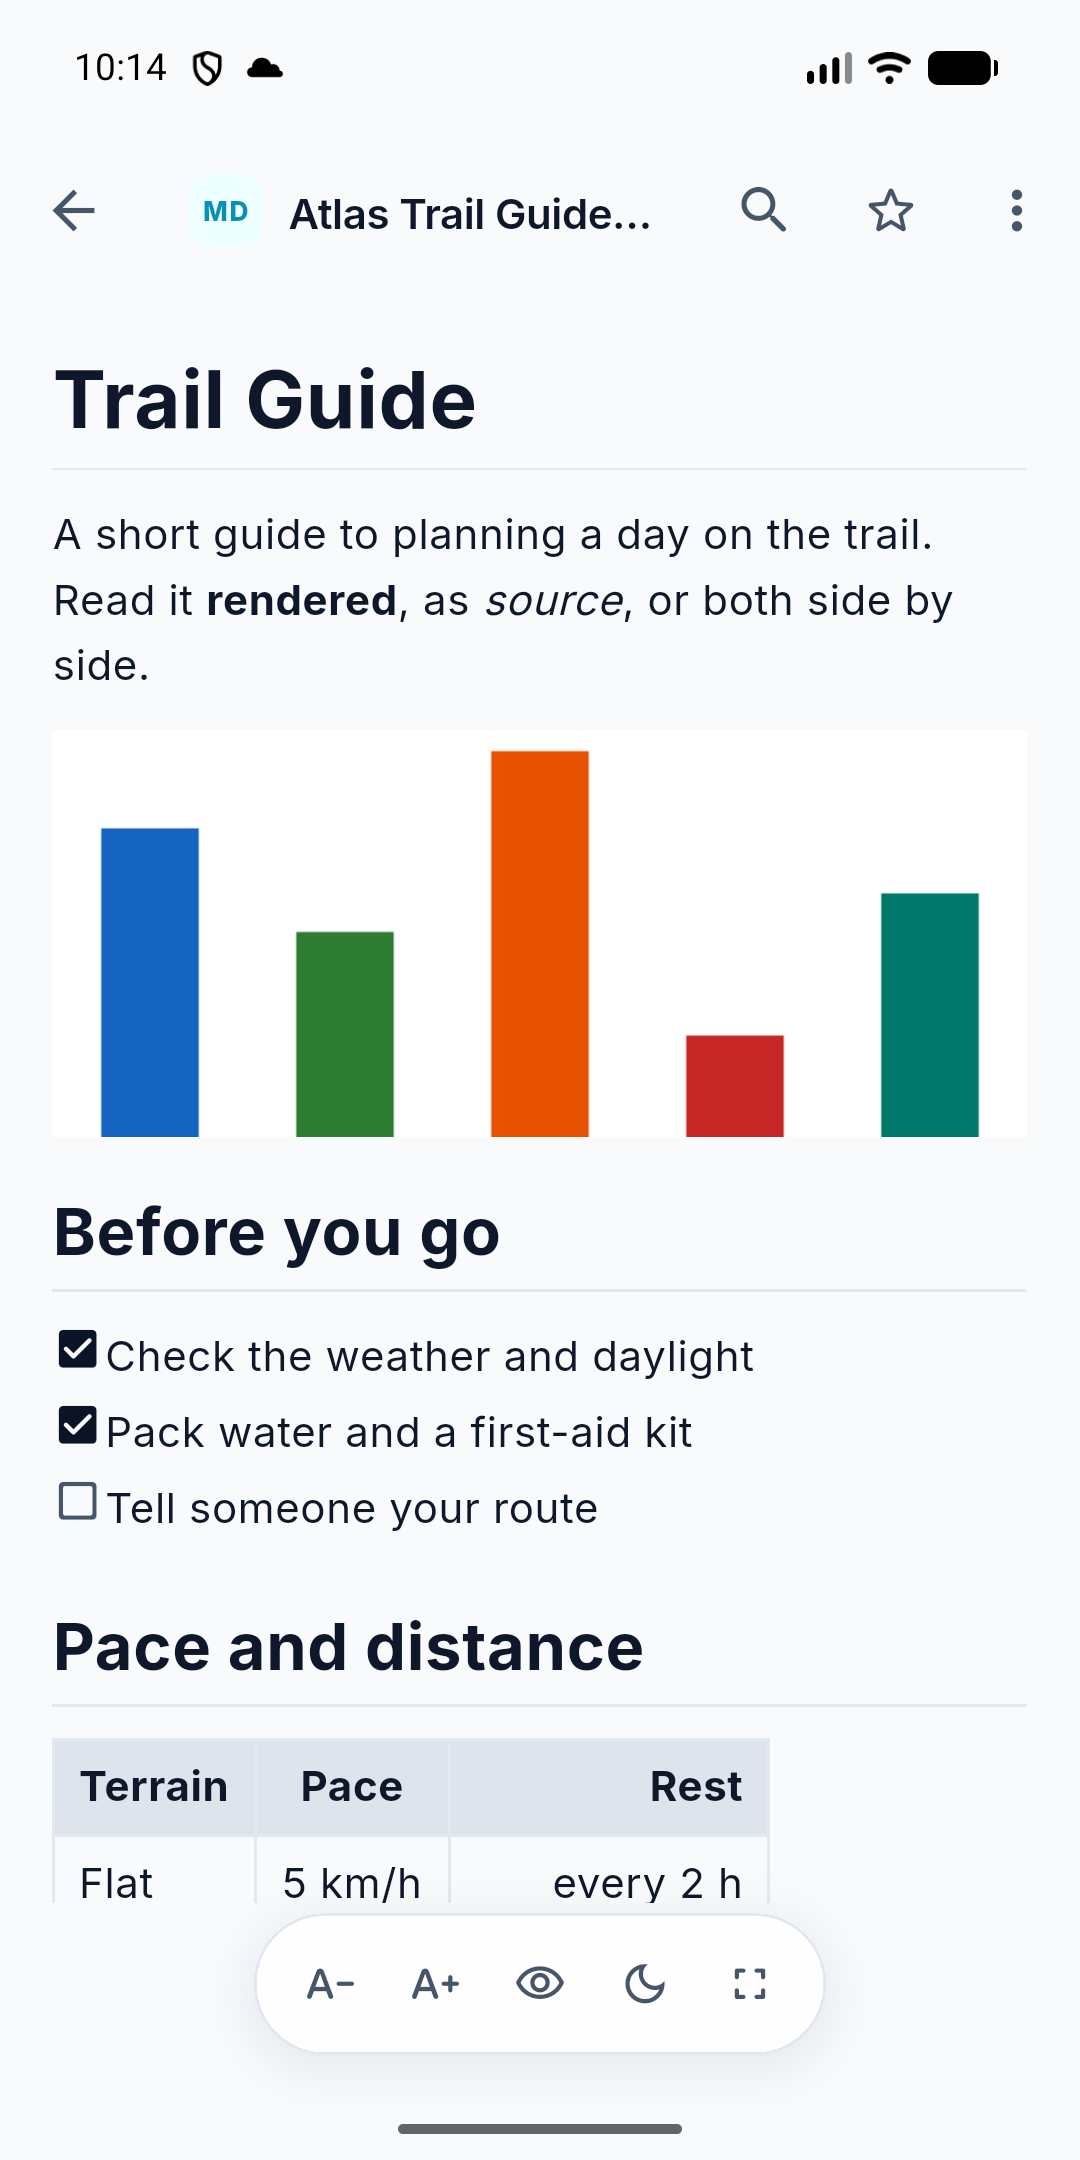 10:14
MD
Atlas Trail Guide...
Trail Guide
A short guide to planning a day on the trail.
Read it rendered, as source, or both side by
side.
Before you go
Check the weather and daylight
Pack water and a first-aid kit
Tell someone your route
Pace and distance
Terrain Pace Rest
Flat 5 km/h every 2 h
A− A+